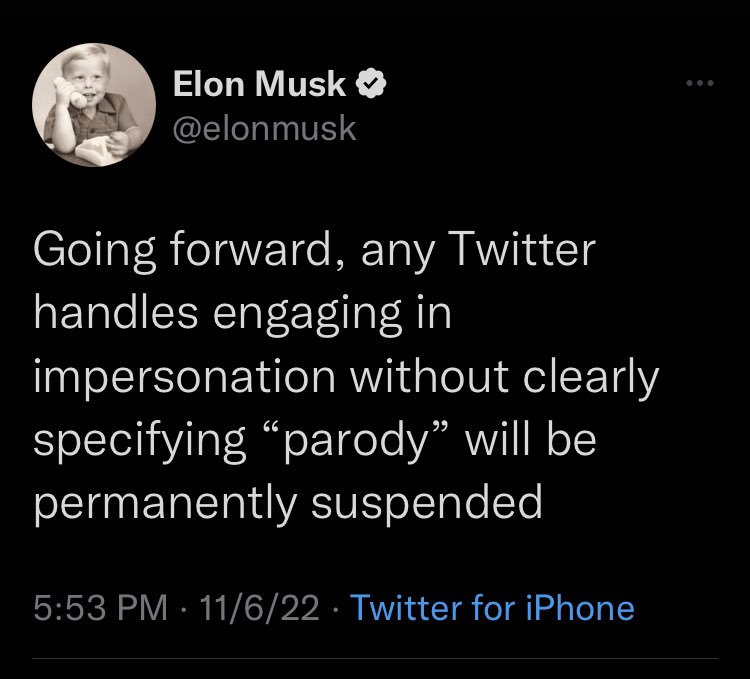 Elon Musk
@elonmusk
Going forward, any Twitter
handles engaging in
impersonation without clearly
specifying “parody” will be
permanently suspended
5:53 PM · 11/6/22 · Twitter for iPhone